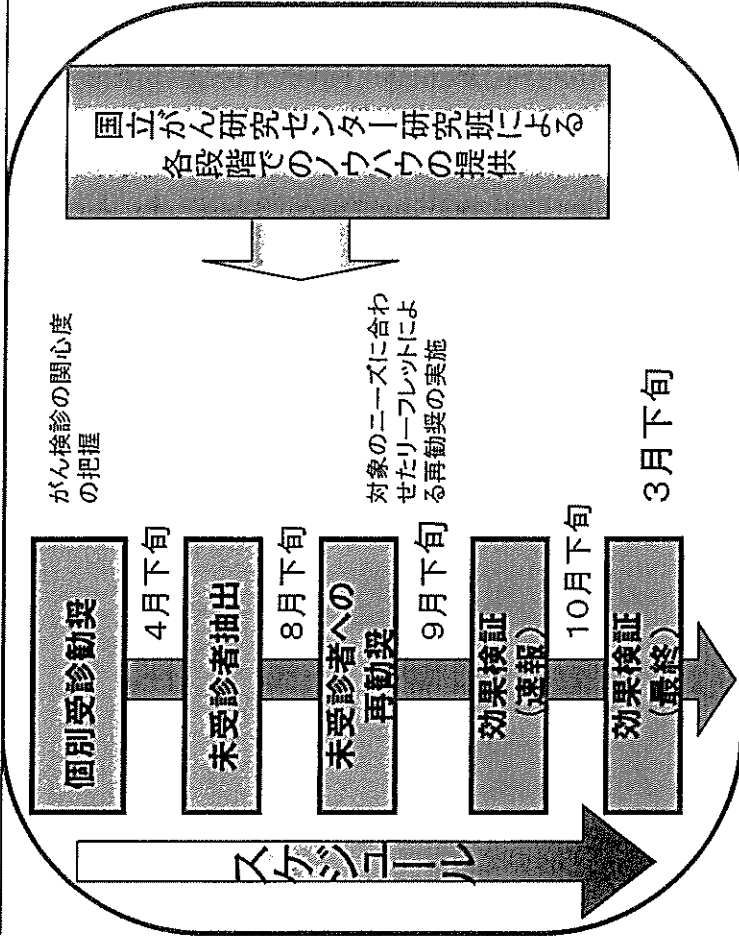 スケジュール
個別受診勧奨
がん検診の関心度
の把握
4月下旬
未受診者抽出
8月下旬
未受診者への
再勧奨
対象のニーズに合わ
せたリーフレットによ
る再勧奨の実施
9月下旬
効果検証
(速報)
10月下旬
効果検証
(最終)
3月下旬
国立がん研究センター研究班による
各段階でのノウハウの提供